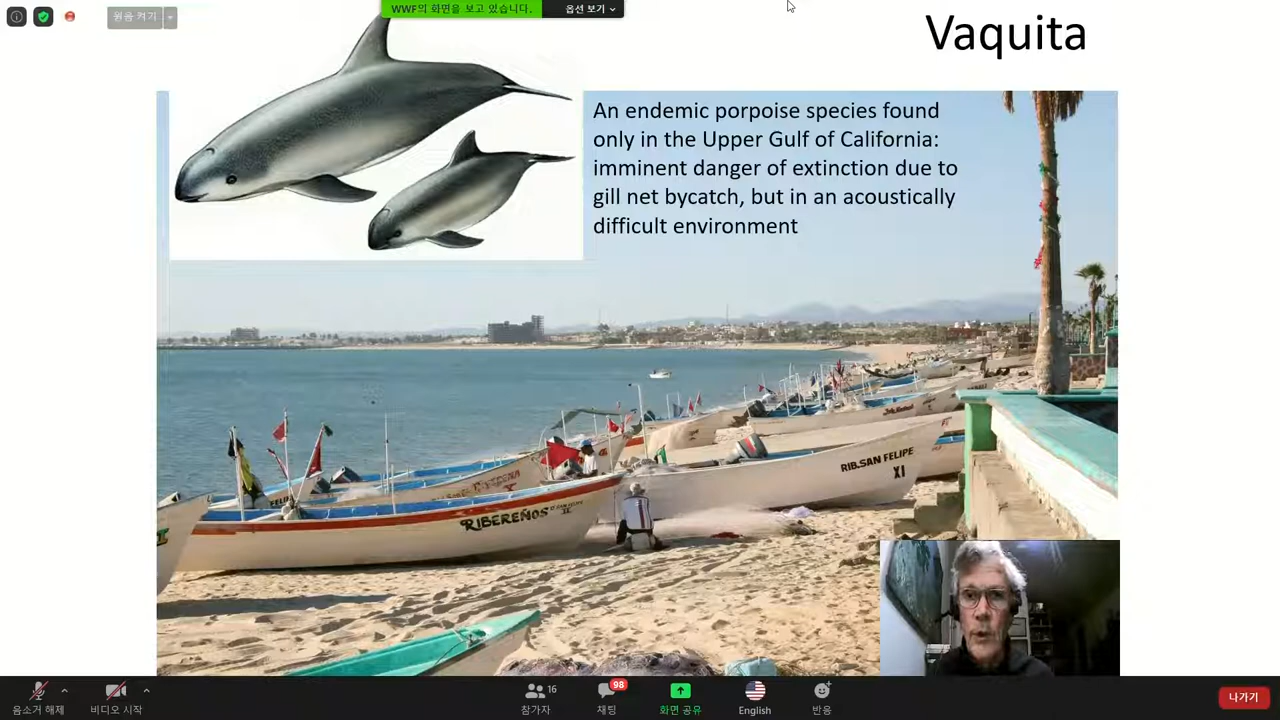 원음 켜기
WWF의 화면을 보고 있습니다.
옵션 보기
Vaquita
An endemic porpoise species found
only in the Upper Gulf of California:
imminent danger of extinction due to
gill net bycatch, but in an acoustically
difficult environment
RIB.SAN FELIPE
XI
RIBEREÑOS
II
음소거 해제
비디오 시작
16
참가자
98
채팅
화면 공유
English
반응
나가기